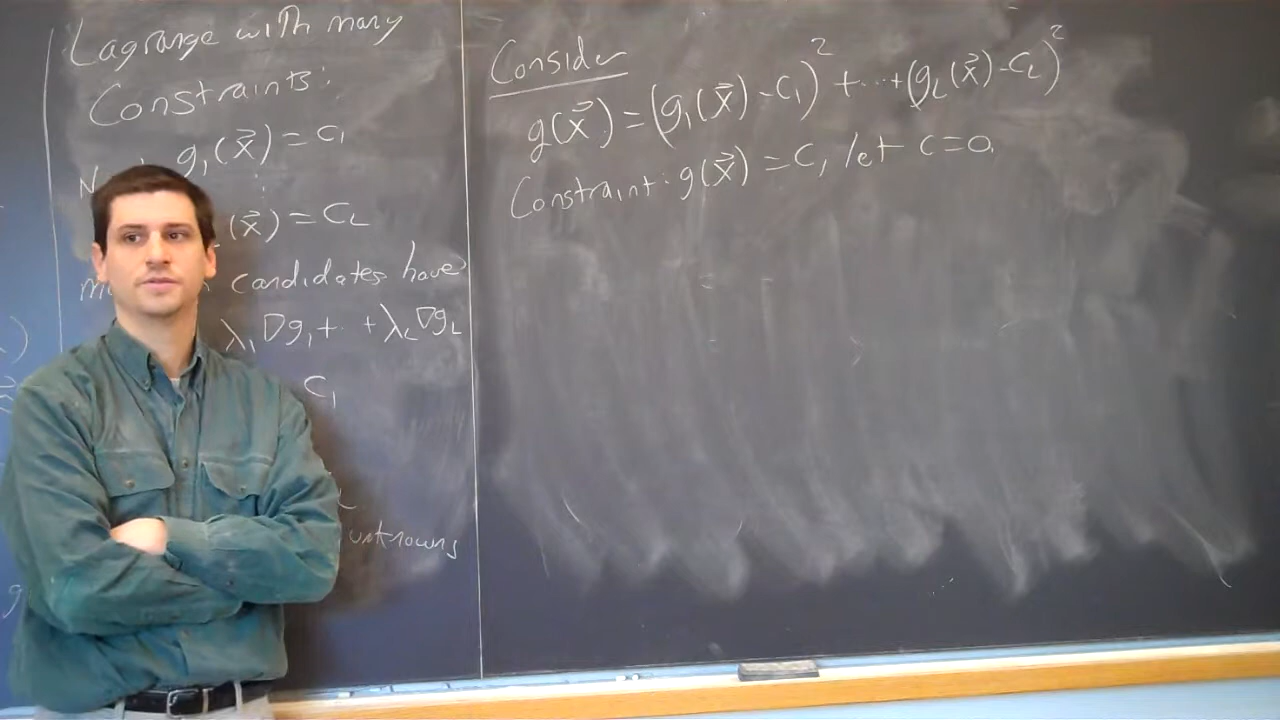 Lagrange with many
Constraints:
g₁(x⃗) = c₁
⋮
(x⃗) = c_L
candidates have
λ₁∇g₁ + ·· + λ_L∇g_L
c₁
unknowns
Consider
g(x⃗) = (g₁(x⃗) - c₁)² + ··· + (g_L(x⃗) - c_L)²
Constraint: g(x⃗) = c, let c = 0.